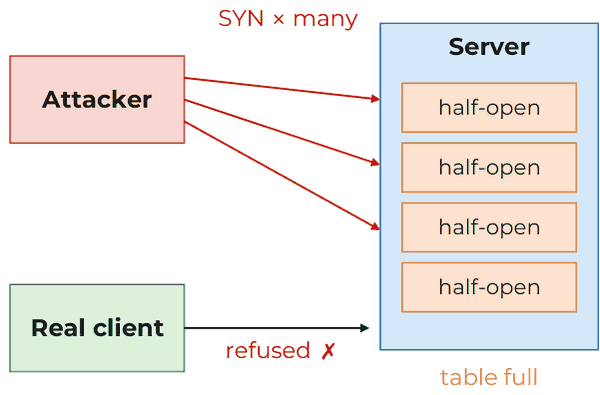 SYN × many
Attacker
Server
half-open
half-open
half-open
half-open
Real client
refused ✗
table full